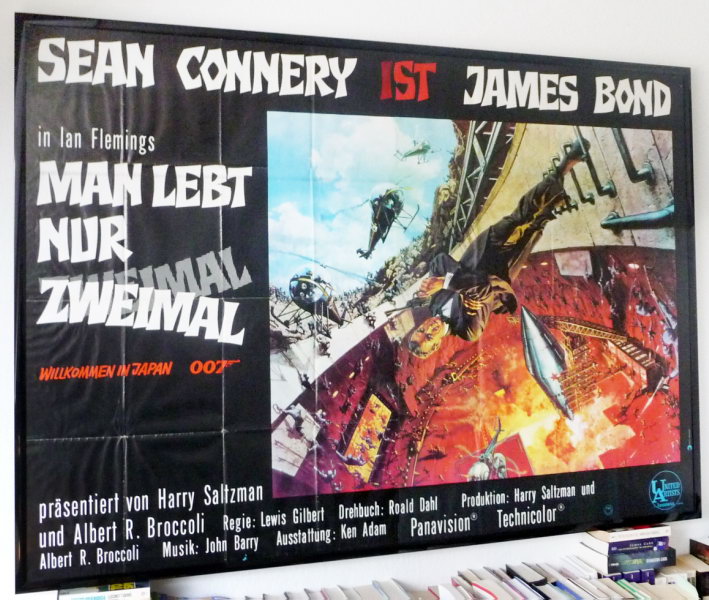 SEAN CONNERY IST JAMES BOND
in Ian Flemings
MAN LEBT
NUR
ZWEIMAL
ZWEIMAL
WILLKOMMEN IN JAPAN 007
präsentiert von Harry Saltzman
und Albert R. Broccoli Regie: Lewis Gilbert Drehbuch: Roald Dahl Produktion: Harry Saltzman und
Albert R. Broccoli Musik: John Barry Ausstattung: Ken Adam Panavision® Technicolor®
UNITED
ARTISTS